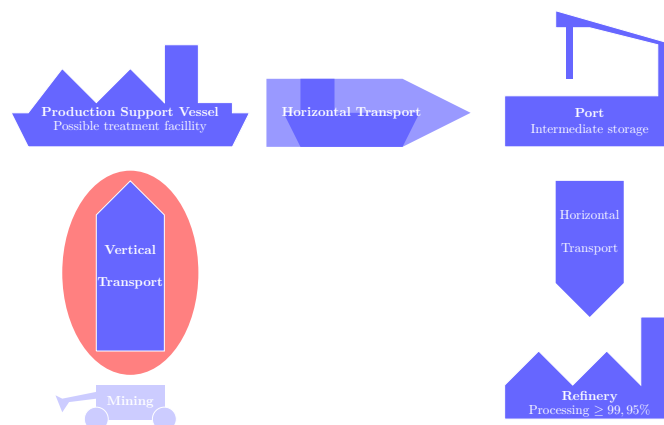 Production Support Vessel
Possible treatment facillity
Horizontal Transport
Port
Intermediate storage
Vertical
Transport
Horizontal
Transport
Mining
Refinery
Processing ≥ 99, 95%